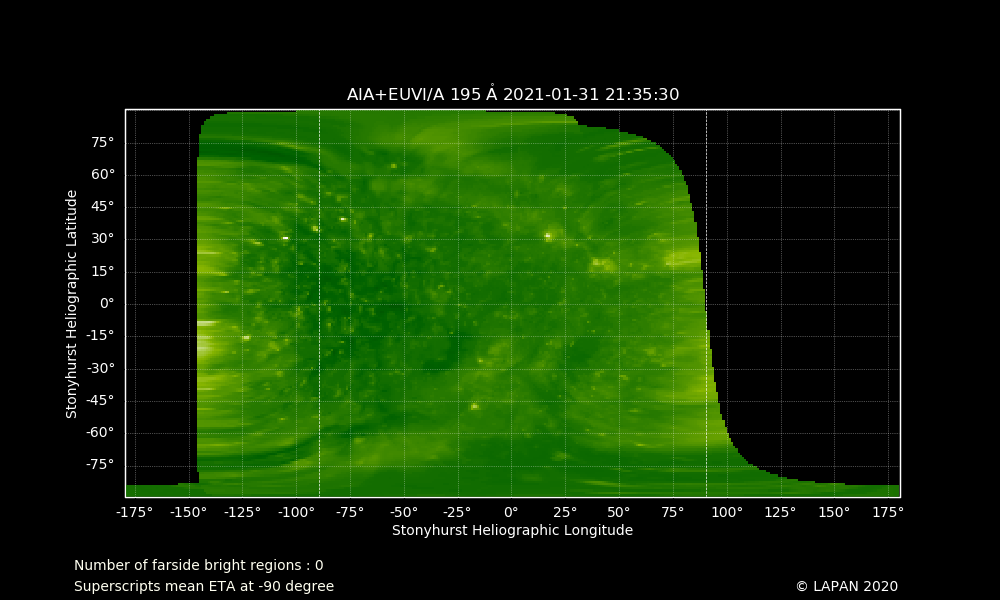 AIA+EUVI/A 195 Å 2021-01-31 21:35:30
Stonyhurst Heliographic Latitude
75°
60°
45°
30°
15°
0°
-15°
-30°
-45°
-60°
-75°
-175° -150° -125° -100° -75° -50° -25° 0° 25° 50° 75° 100° 125° 150° 175°
Stonyhurst Heliographic Longitude
Number of farside bright regions : 0
Superscripts mean ETA at -90 degree
© LAPAN 2020